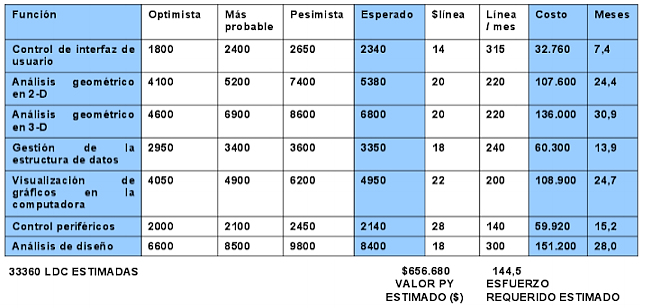 Función Optimista Más probable Pesimista Esperado $línea Línea / mes Costo Meses
Control de interfaz de usuario 1800 2400 2650 2340 14 315 32.760 7,4
Análisis geométrico en 2-D 4100 5200 7400 5380 20 220 107.600 24,4
Análisis geométrico en 3-D 4600 6900 8600 6800 20 220 136.000 30,9
Gestión de la estructura de datos 2950 3400 3600 3350 18 240 60.300 13,9
Visualización de gráficos en la computadora 4050 4900 6200 4950 22 200 108.900 24,7
Control periféricos 2000 2100 2450 2140 28 140 59.920 15,2
Análisis de diseño 6600 8500 9800 8400 18 300 151.200 28,0
33360 LDC ESTIMADAS
$656.680
VALOR PY
ESTIMADO ($)
144,5
ESFUERZO
REQUERIDO ESTIMADO